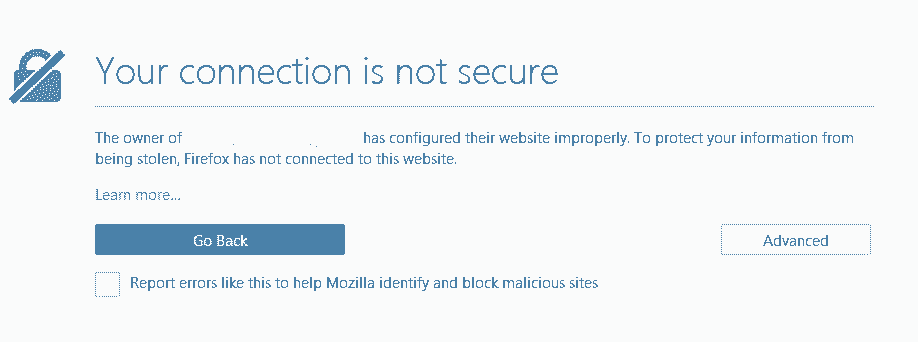 Your connection is not secure
The owner of has configured their website improperly. To protect your information from
being stolen, Firefox has not connected to this website.
Learn more...
Go Back
Advanced
Report errors like this to help Mozilla identify and block malicious sites